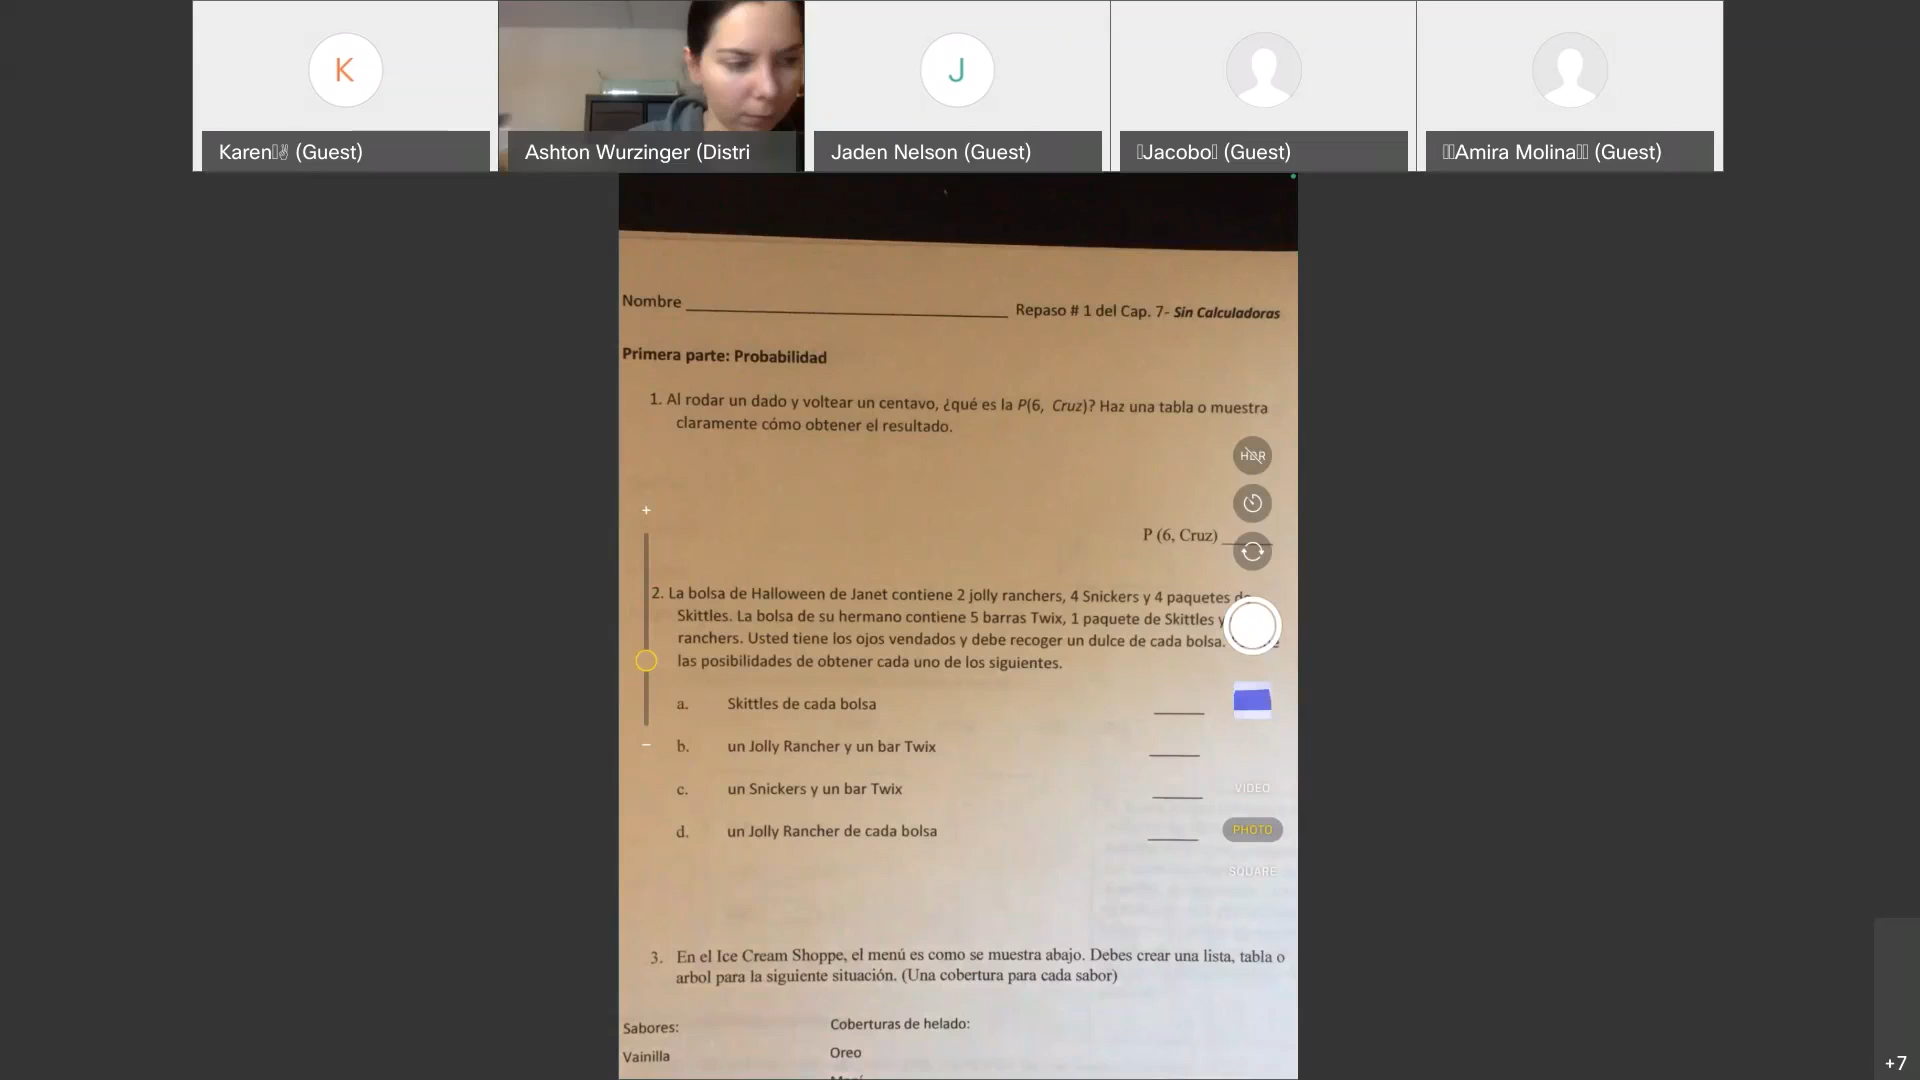 K
J
Karen (Guest)
Ashton Wurzinger (Distri
Jaden Nelson (Guest)
Jacobo (Guest)
Amira Molina (Guest)
Nombre
Repaso # 1 del Cap. 7- Sin Calculadoras
Primera parte: Probabilidad
1. Al rodar un dado y voltear un centavo, ¿qué es la P(6, Cruz)? Haz una tabla o muestra
claramente cómo obtener el resultado.
HDR
+
P (6, Cruz)
2. La bolsa de Halloween de Janet contiene 2 jolly ranchers, 4 Snickers y 4 paquetes de
Skittles. La bolsa de su hermano contiene 5 barras Twix, 1 paquete de Skittles y
ranchers. Usted tiene los ojos vendados y debe recoger un dulce de cada bolsa.
las posibilidades de obtener cada uno de los siguientes.
a. Skittles de cada bolsa
b. un Jolly Rancher y un bar Twix
−
c. un Snickers y un bar Twix
VIDEO
d. un Jolly Rancher de cada bolsa
PHOTO
SQUARE
3. En el Ice Cream Shoppe, el menú es como se muestra abajo. Debes crear una lista, tabla o
arbol para la siguiente situación. (Una cobertura para cada sabor)
Sabores:
Coberturas de helado:
Vainilla
Oreo
+7